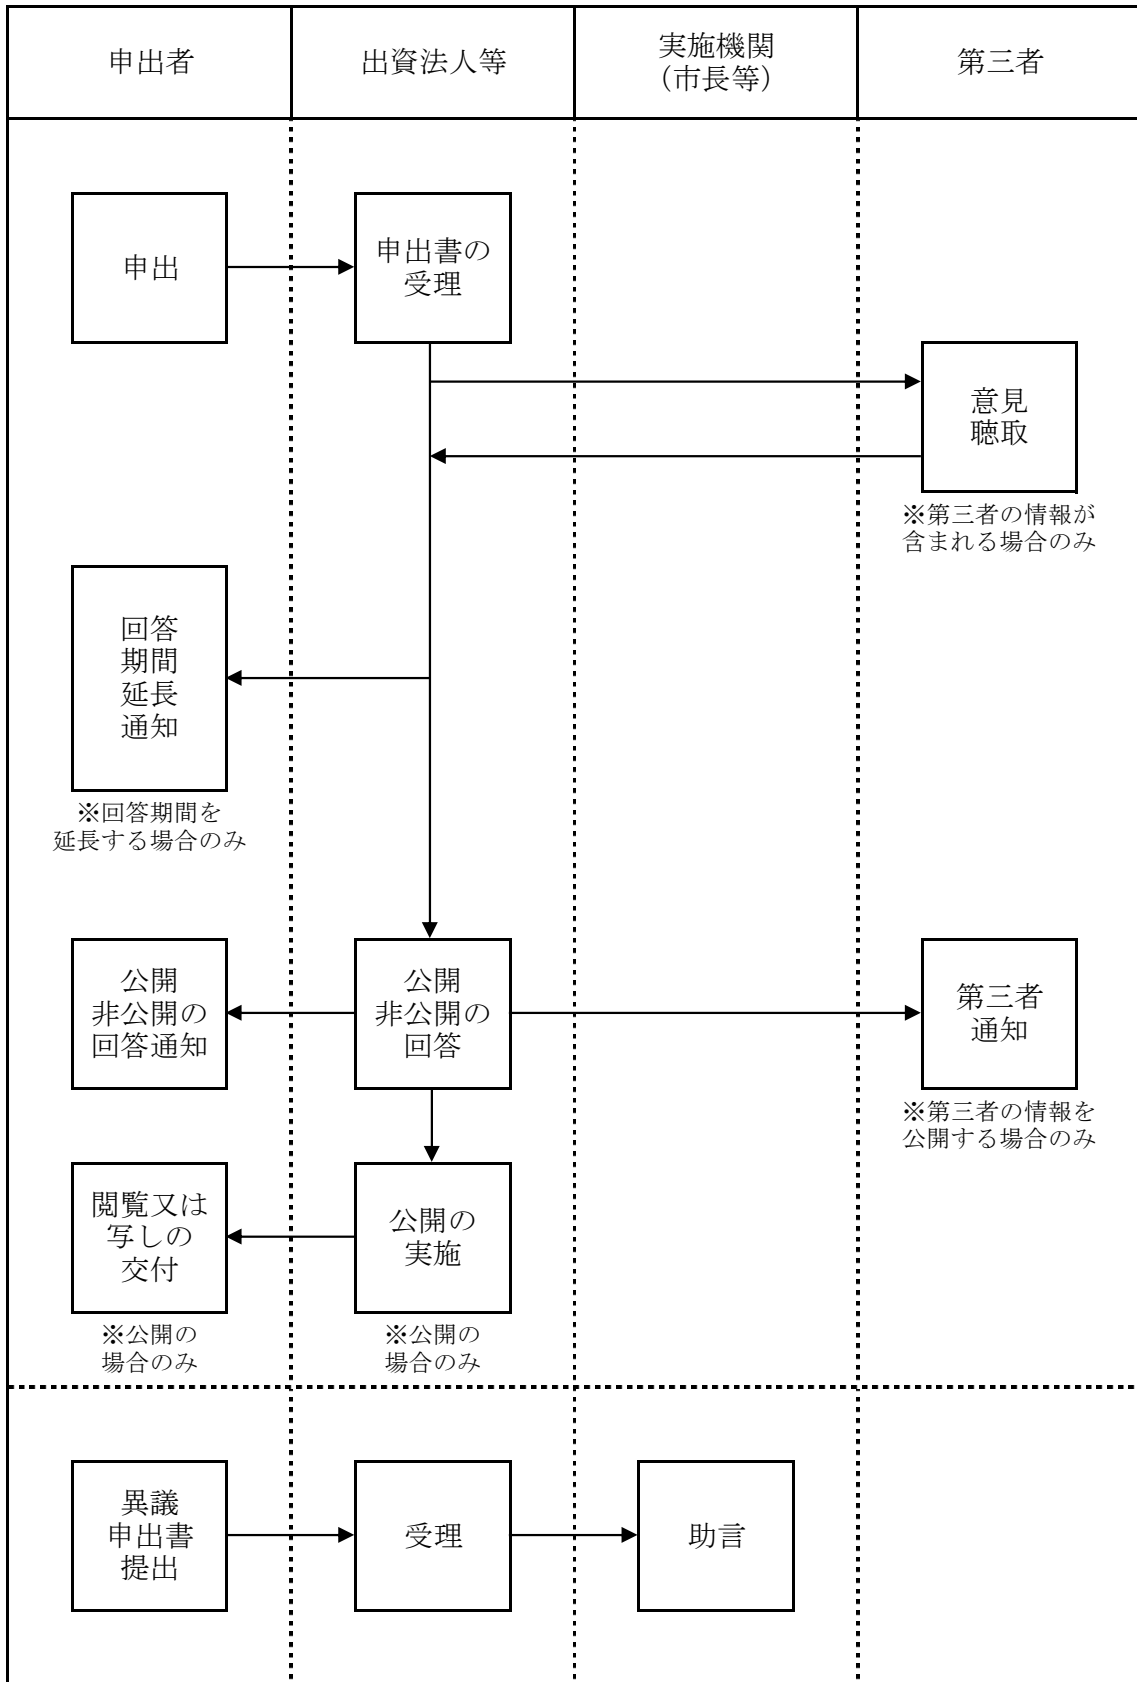 申出者
出資法人等
実施機関
（市長等）
第三者
申出
申出書の
受理
意見
聴取
※第三者の情報が
含まれる場合のみ
回答
期間
延長
通知
※回答期間を
延長する場合のみ
公開
非公開の
回答通知
公開
非公開の
回答
第三者
通知
※第三者の情報を
公開する場合のみ
閲覧又は
写しの
交付
※公開の
場合のみ
公開の
実施
※公開の
場合のみ
異議
申出書
提出
受理
助言